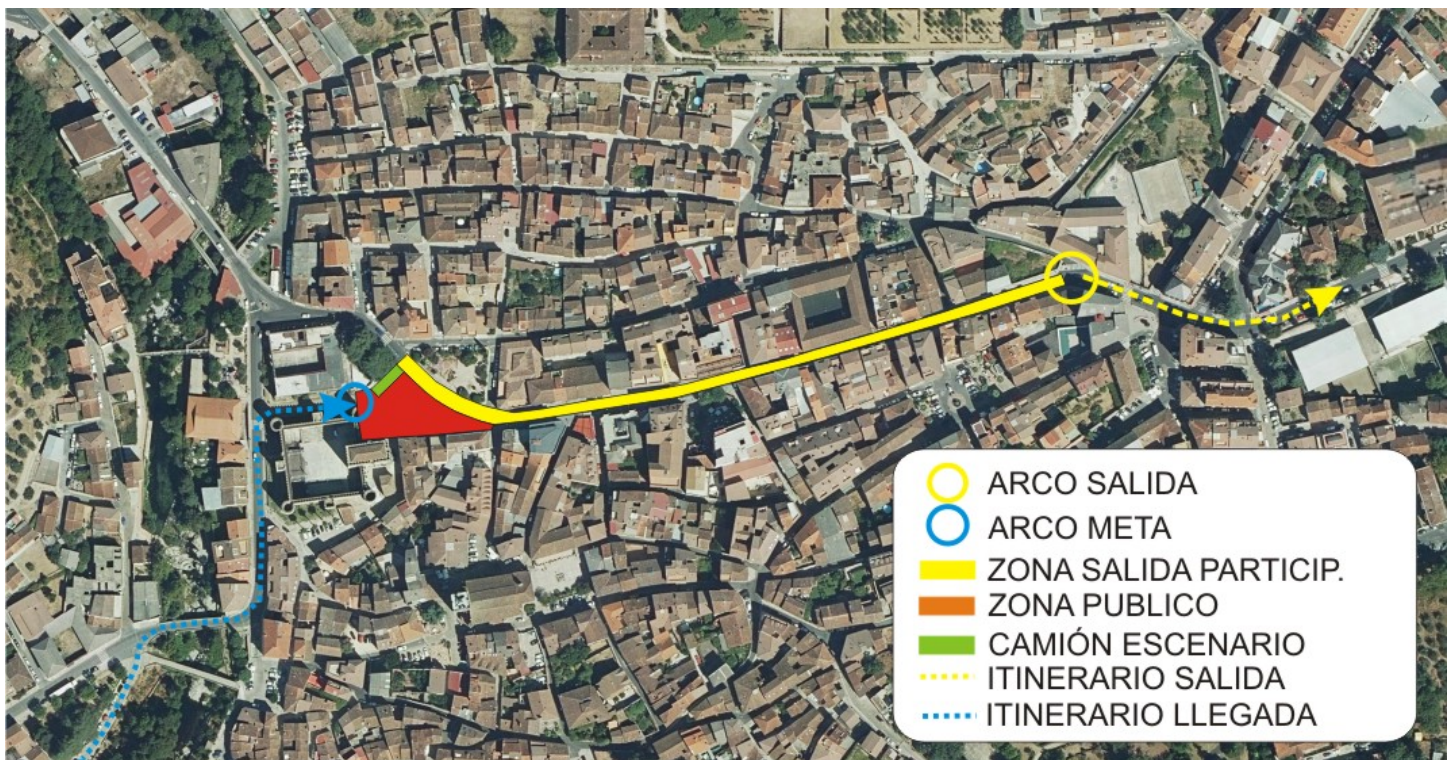 ARCO SALIDA
ARCO META
ZONA SALIDA PARTICIP.
ZONA PUBLICO
CAMIÓN ESCENARIO
ITINERARIO SALIDA
ITINERARIO LLEGADA